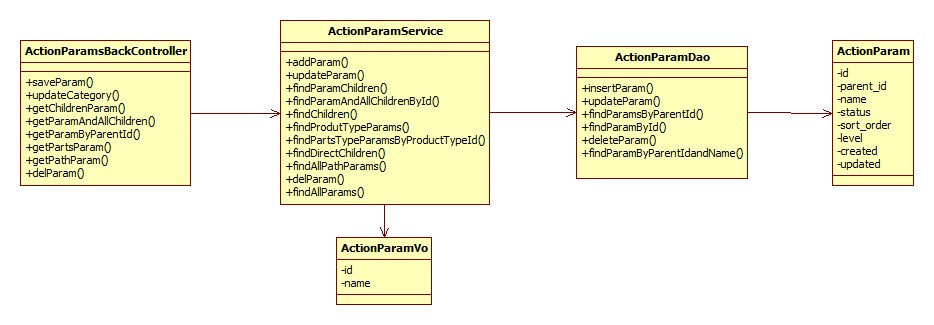 ActionParamsBackController
+saveParam()
+updateCategory()
+getChildrenParam()
+getParamAndAllChildren()
+getParamByParentId()
+getPartsParam()
+getPathParam()
+delParam()
ActionParamService
+addParam()
+updateParam()
+findParamChildren()
+findParamAndAllChildrenById()
+findChildren()
+findProdutTypeParams()
+findPartsTypeParamsByProductTypeId()
+findDirectChildren()
+findAllPathParams()
+delParam()
+findAllParams()
ActionParamDao
+insertParam()
+updateParam()
+findParamsByParentId()
+findParamById()
+deleteParam()
+findParamByParentIdandName()
ActionParam
-id
-parent_id
-name
-status
-sort_order
-level
-created
-updated
ActionParamVo
-id
-name